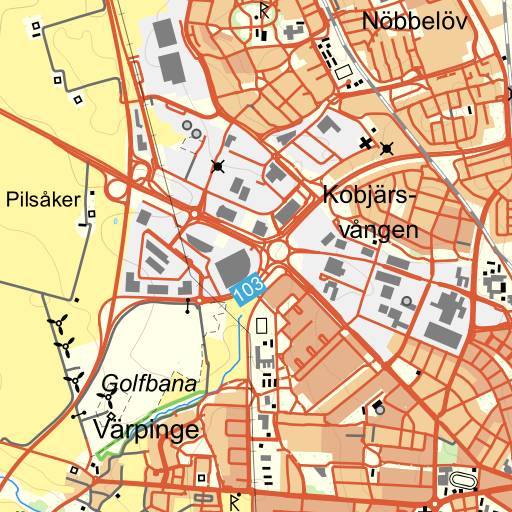 Nöbbelöv
Pilsåker
Kobjärs-
vången
103
Golfbana
Värpinge